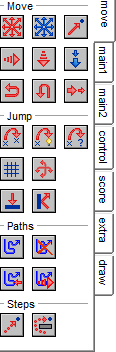 Move
Jump
Paths
Steps
move
main1
main2
control
score
extra
draw